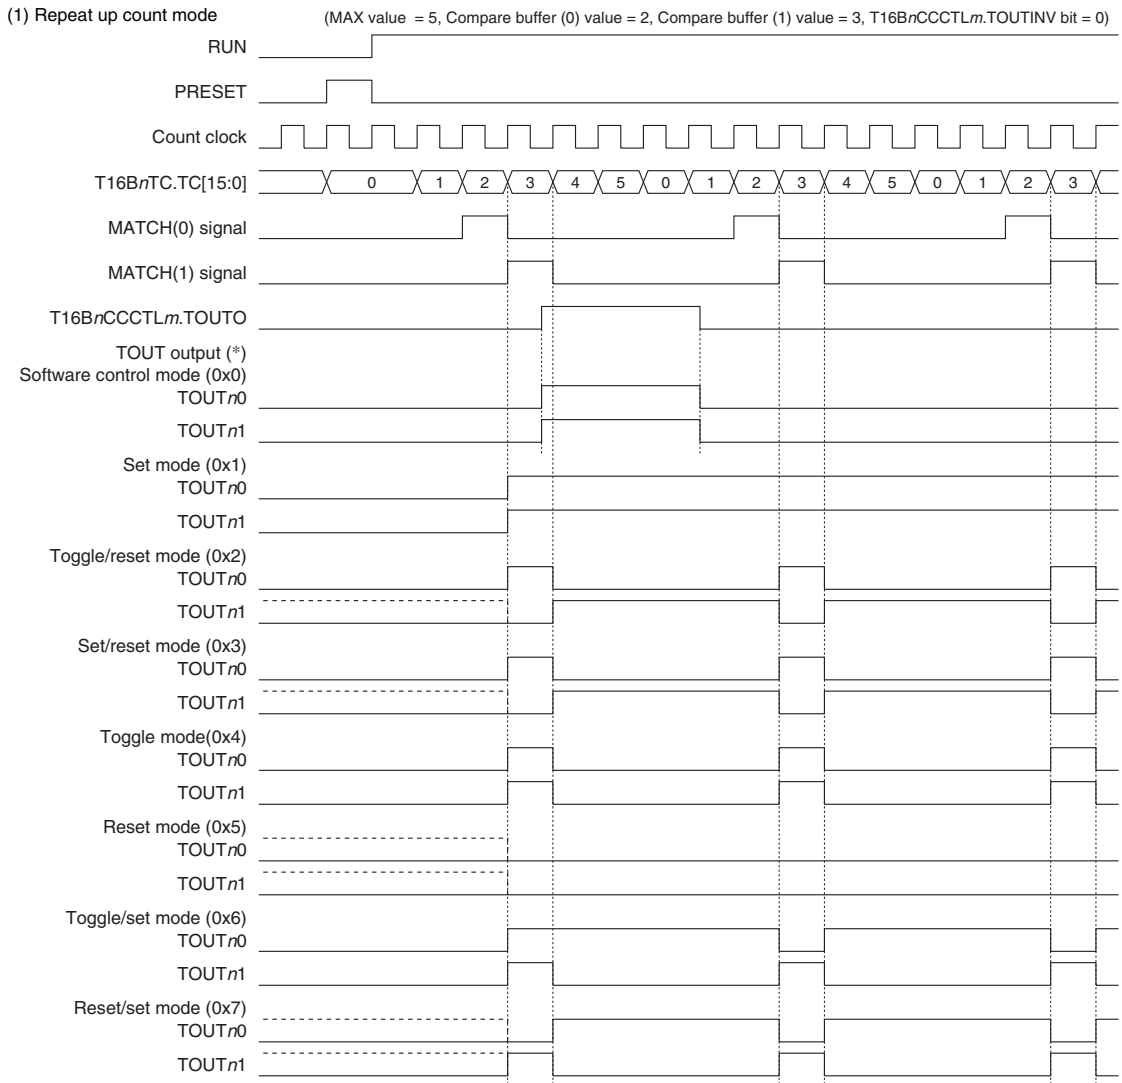 (1) Repeat up count mode (MAX value = 5, Compare buffer (0) value = 2, Compare buffer (1) value = 3, T16BnCCCTLm.TOUTINV bit = 0)
RUN
PRESET
Count clock
T16BnTC.TC[15:0] 0 1 2 3 4 5 0 1 2 3 4 5 0 1 2 3
MATCH(0) signal
MATCH(1) signal
T16BnCCCTLm.TOUTO
TOUT output (*)
Software control mode (0x0)
TOUTn0
TOUTn1
Set mode (0x1)
TOUTn0
TOUTn1
Toggle/reset mode (0x2)
TOUTn0
TOUTn1
Set/reset mode (0x3)
TOUTn0
TOUTn1
Toggle mode(0x4)
TOUTn0
TOUTn1
Reset mode (0x5)
TOUTn0
TOUTn1
Toggle/set mode (0x6)
TOUTn0
TOUTn1
Reset/set mode (0x7)
TOUTn0
TOUTn1